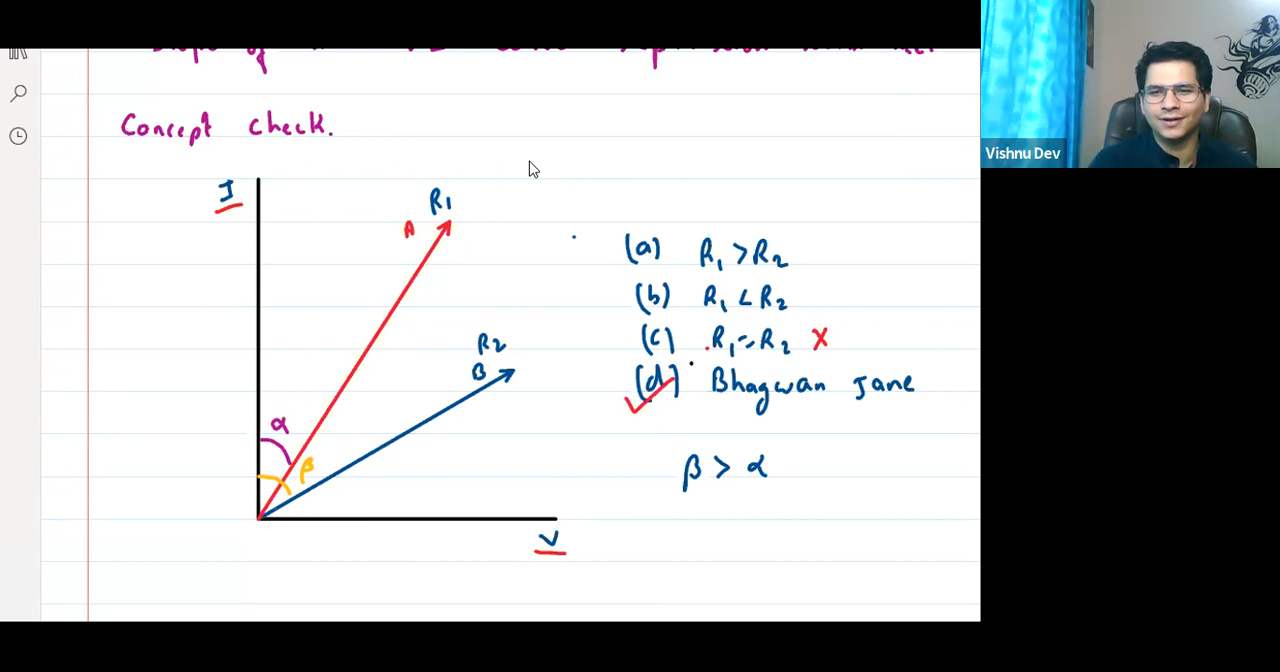 Concept check.
Vishnu Dev
I
R1
A
(a) R1 > R2
(b) R1 < R2
(c) R1 = R2 X
R2
B
(d) Bhagwan Jane
α
β
β > α
V